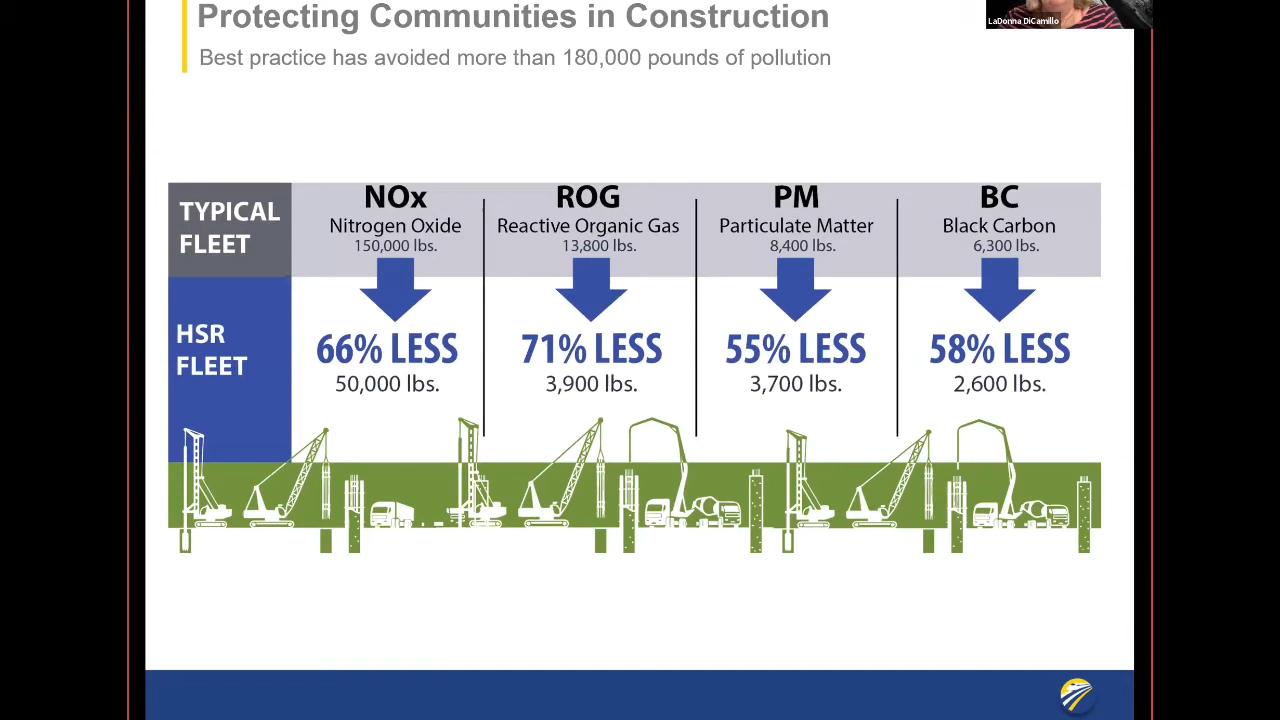 Protecting Communities in Construction
LaDonna DiCamillo
Best practice has avoided more than 180,000 pounds of pollution
TYPICAL
FLEET
NOx
Nitrogen Oxide
150,000 lbs.
ROG
Reactive Organic Gas
13,800 lbs.
PM
Particulate Matter
8,400 lbs.
BC
Black Carbon
6,300 lbs.
HSR
FLEET
66% LESS
50,000 lbs.
71% LESS
3,900 lbs.
55% LESS
3,700 lbs.
58% LESS
2,600 lbs.